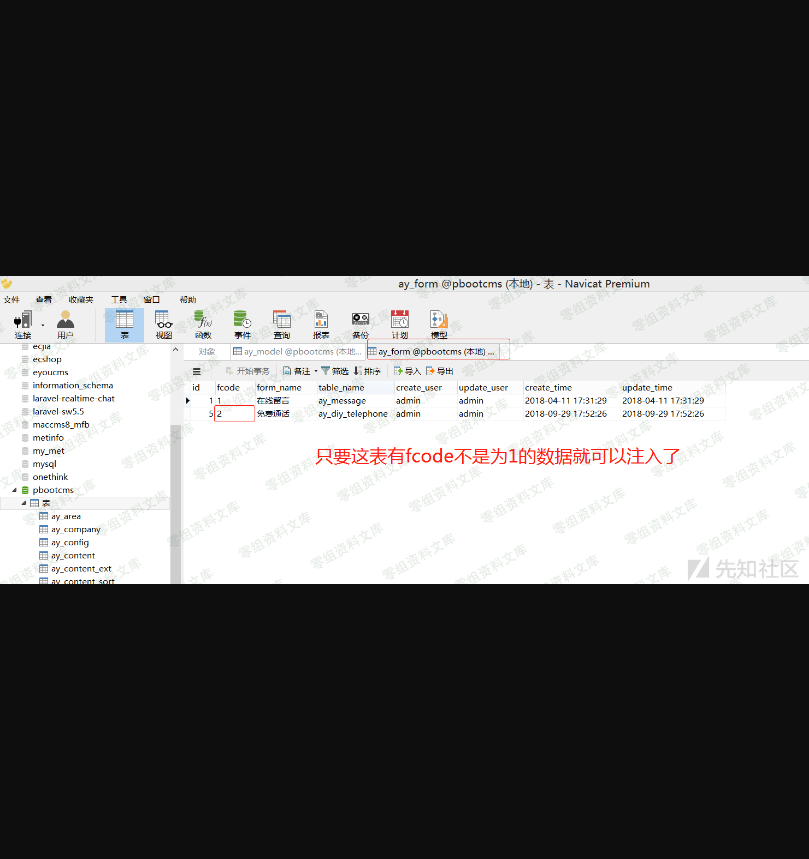 ay_form @pbootcms (本地) - 表 - Navicat Premium
文件 查看 收藏夹 工具 窗口 帮助
连接 用户 表 视图 函数 事件 查询 报表 备份 计划 模型
对象 ay_model @pbootcms (本地... ay_form @pbootcms (本地) ...
开始事务 备注 筛选 排序 导入 导出
id fcode form_name table_name create_user update_user create_time update_time
1 1 在线留言 ay_message admin admin 2018-04-11 17:31:29 2018-04-11 17:31:29
5 2 免费通话 ay_diy_telephone admin admin 2018-09-29 17:52:26 2018-09-29 17:52:26
只要这表有fcode不是为1的数据就可以注入了
ecjia
ecshop
eyoucms
information_schema
laravel-realtime-chat
laravel-sw5.5
maccms8_mfb
metinfo
my_met
mysql
onethink
pbootcms
表
ay_area
ay_company
ay_config
ay_content
ay_content_ext
ay_content_sort
先知社区
零组资料文库